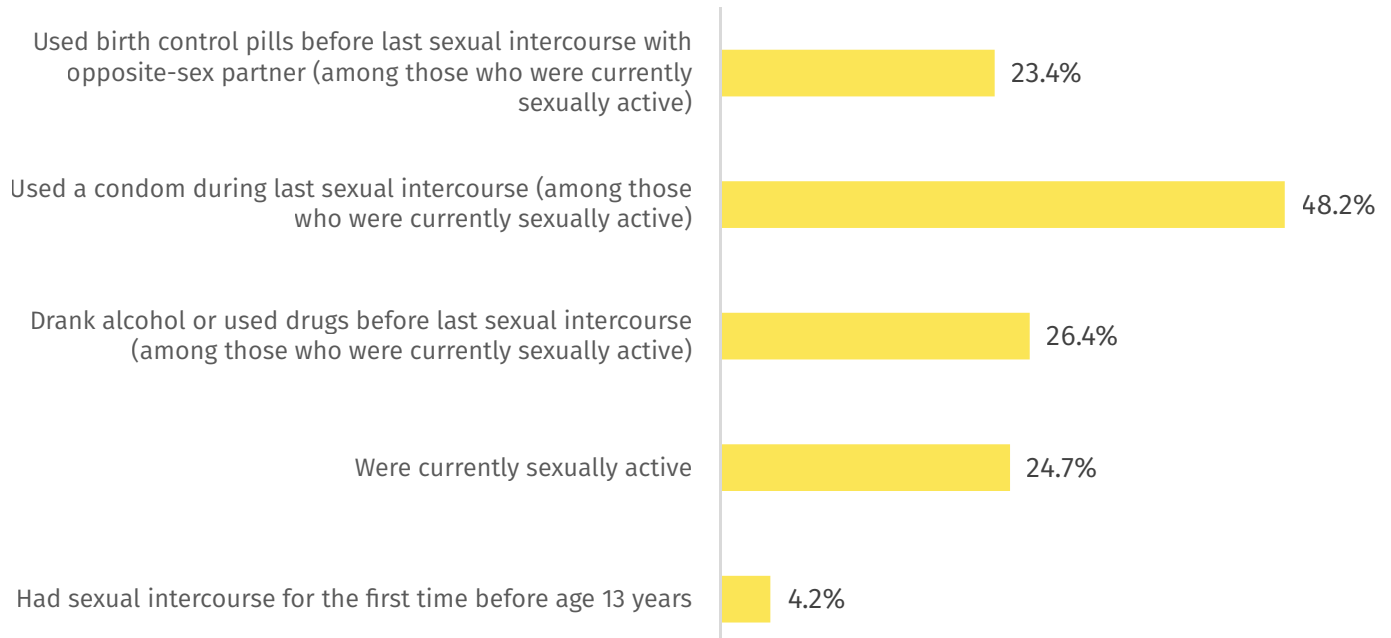 Used birth control pills before last sexual intercourse with
opposite-sex partner (among those who were currently
sexually active)
23.4%
Used a condom during last sexual intercourse (among those
who were currently sexually active)
48.2%
Drank alcohol or used drugs before last sexual intercourse
(among those who were currently sexually active)
26.4%
Were currently sexually active
24.7%
Had sexual intercourse for the first time before age 13 years
4.2%